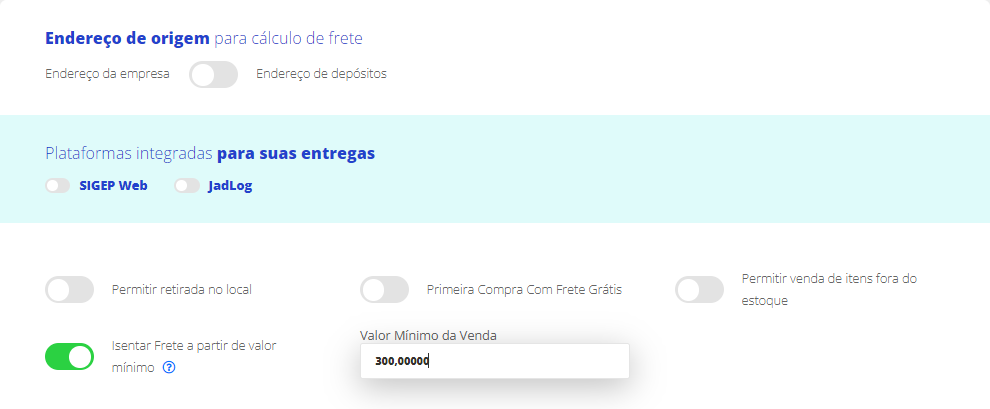 Endereço de origem para cálculo de frete
Endereço da empresa Endereço de depósitos
Plataformas integradas para suas entregas
SIGEP Web JadLog
Permitir retirada no local
Primeira Compra Com Frete Grátis
Permitir venda de itens fora do
estoque
Isentar Frete a partir de valor
mínimo ?
Valor Mínimo da Venda
300,00000